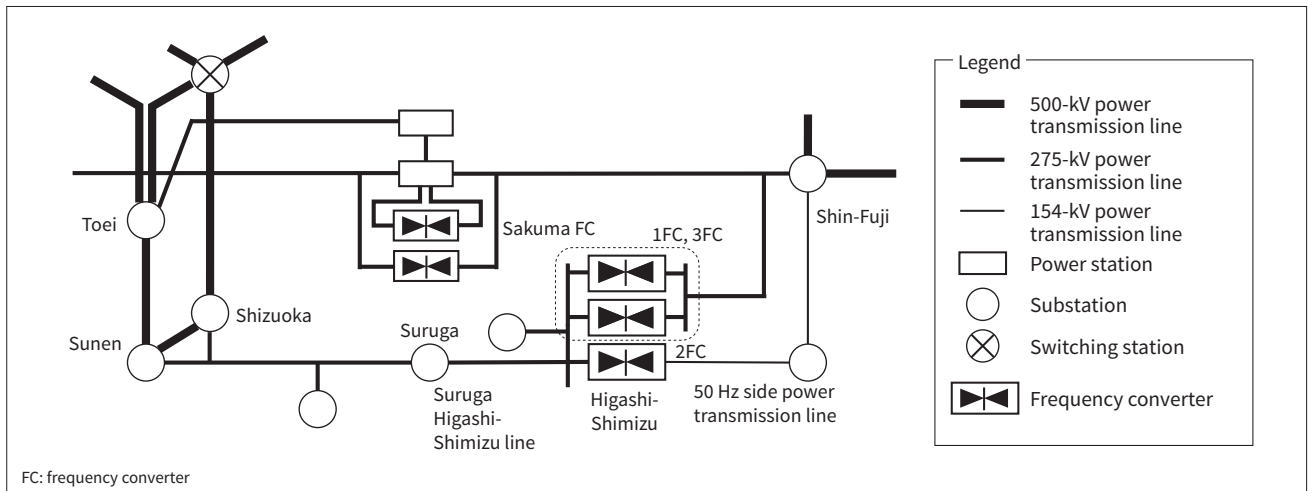 Legend
500-kV power
transmission line
275-kV power
transmission line
154-kV power
transmission line
Power station
Substation
Switching station
Frequency converter
Toei
Sakuma FC
Shin-Fuji
1FC, 3FC
Shizuoka
Sunen
Suruga
2FC
Suruga
Higashi-
Shimizu line
Higashi-
Shimizu
50 Hz side power
transmission line
FC: frequency converter